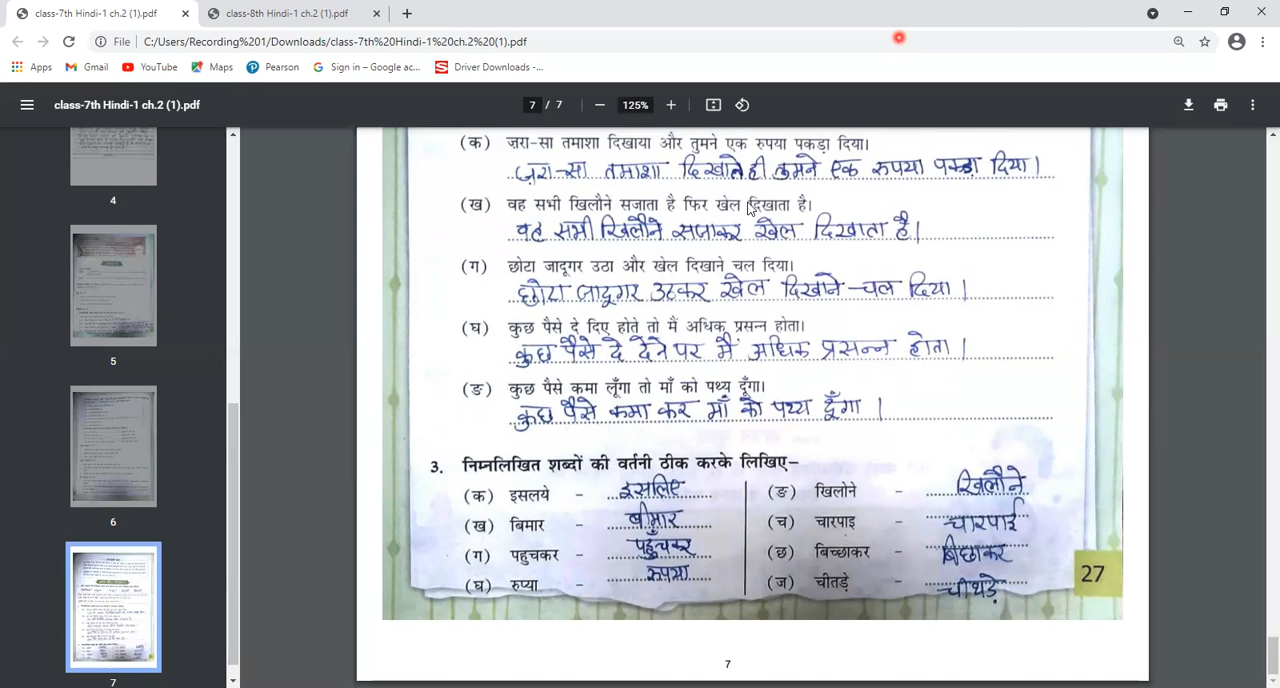 class-7th Hindi-1 ch.2 (1).pdf
class-8th Hindi-1 ch.2 (1).pdf
File C:/Users/Recording%201/Downloads/class-7th%20Hindi-1%20ch.2%20(1).pdf
Apps Gmail YouTube Maps Pearson Sign in – Google ac... Driver Downloads -...
class-7th Hindi-1 ch.2 (1).pdf 7 / 7 125%
4
5
6
7
(क) जरा-सा तमाशा दिखाया और तुमने एक रुपया पकड़ा दिया।
ज़रा-सा तमाशा दिखाते ही तुमने एक रुपया पकड़ा दिया।
(ख) वह सभी खिलौने सजाता है फिर खेल दिखाता है।
वह सभी खिलौने सजाकर खेल दिखाता है।
(ग) छोटा जादूगर उठा और खेल दिखाने चल दिया।
छोटा जादूगर उठकर खेल दिखाने चल दिया।
(घ) कुछ पैसे दे दिए होते तो मैं अधिक प्रसन्न होता।
कुछ पैसे दे देने पर मैं अधिक प्रसन्न होता।
(ङ) कुछ पैसे कमा लूँगा तो माँ को पथ्य दूँगा।
कुछ पैसे कमा कर माँ को पथ्य दूँगा।
3. निम्नलिखित शब्दों की वर्तनी ठीक करके लिखिए–
(क) इसलये – इसलिए
(ख) बिमार – बीमार
(ग) पहुचकर – पहुँचकर
(घ) रुप्या – रुपया
(ङ) खिलोने – खिलौने
(च) चारपाइ – चारपाई
(छ) बिच्छाकर – बिछाकर
(ज) चीतड़े – चीथड़े
27
7